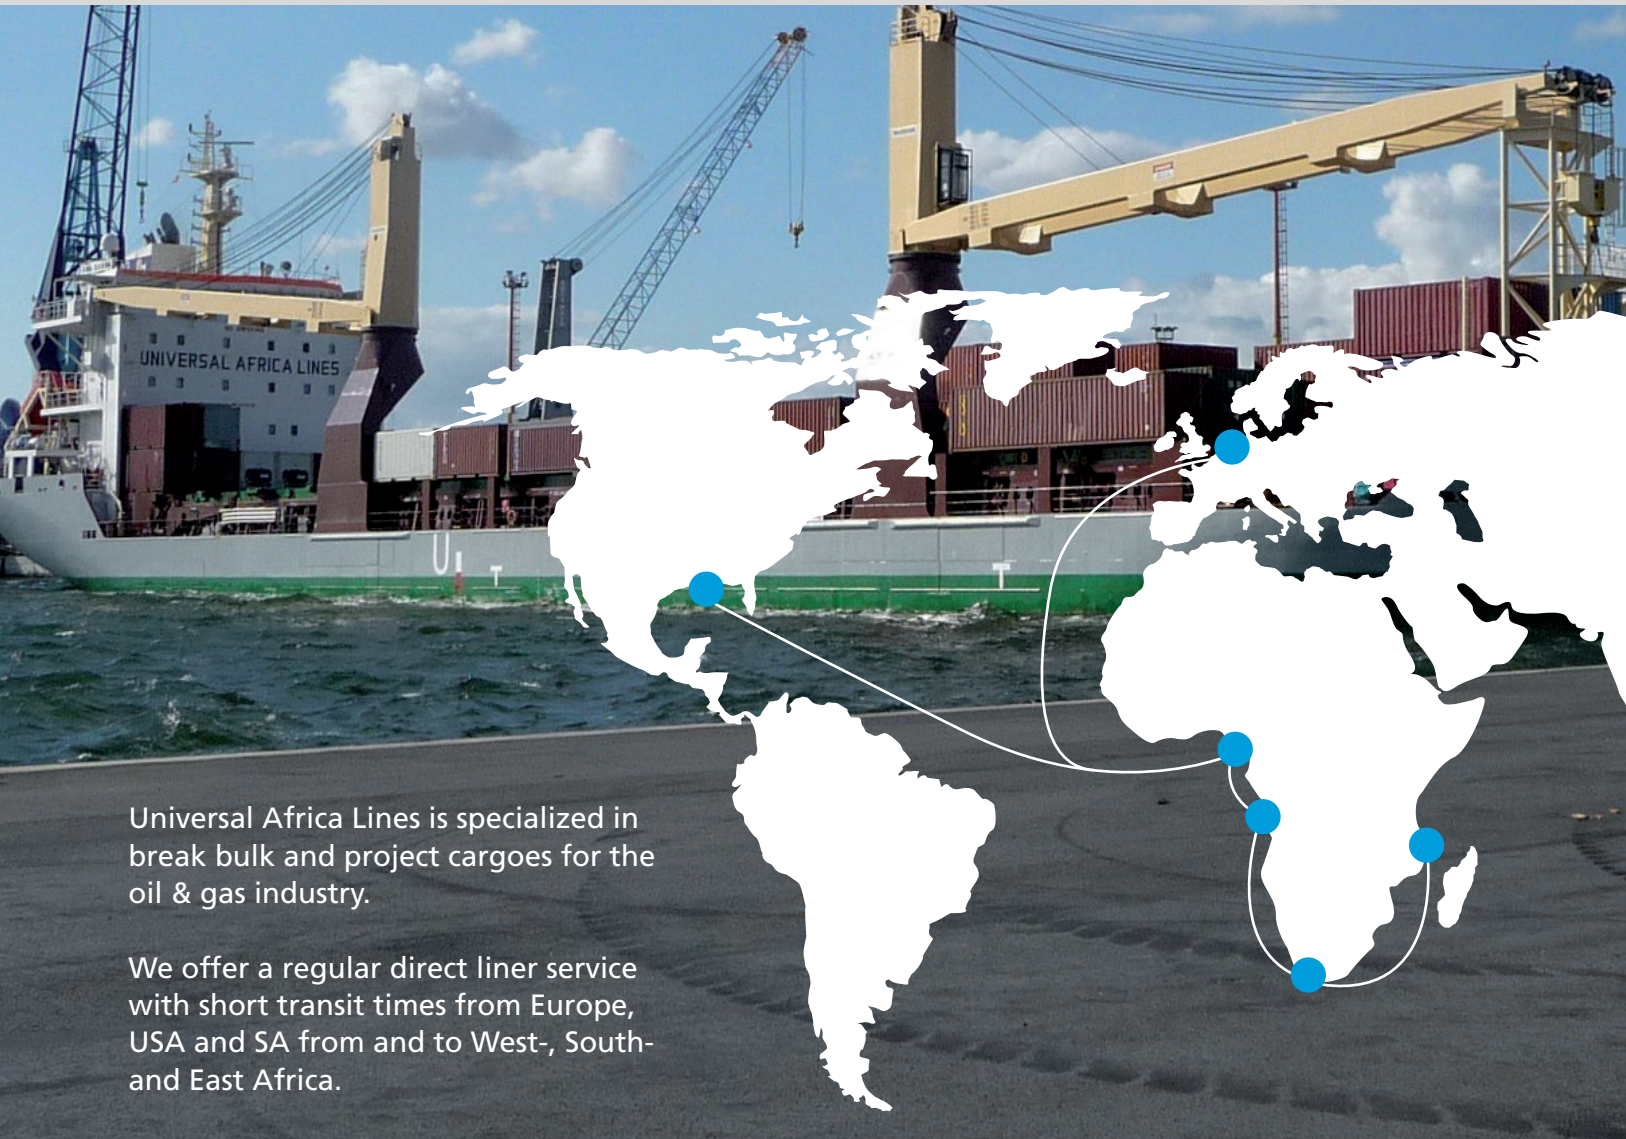 UNIVERSAL AFRICA LINES
U
Universal Africa Lines is specialized in
break bulk and project cargoes for the
oil & gas industry.
We offer a regular direct liner service
with short transit times from Europe,
USA and SA from and to West-, South-
and East Africa.